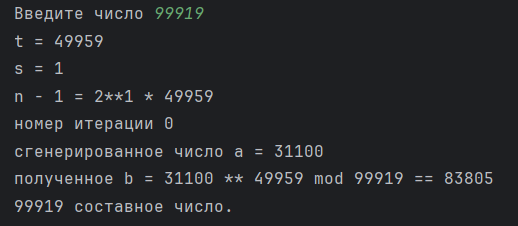 Введите число 99919
t = 49959
s = 1
n - 1 = 2**1 * 49959
номер итерации 0
сгенерированное число a = 31100
полученное b = 31100 ** 49959 mod 99919 == 83805
99919 составное число.